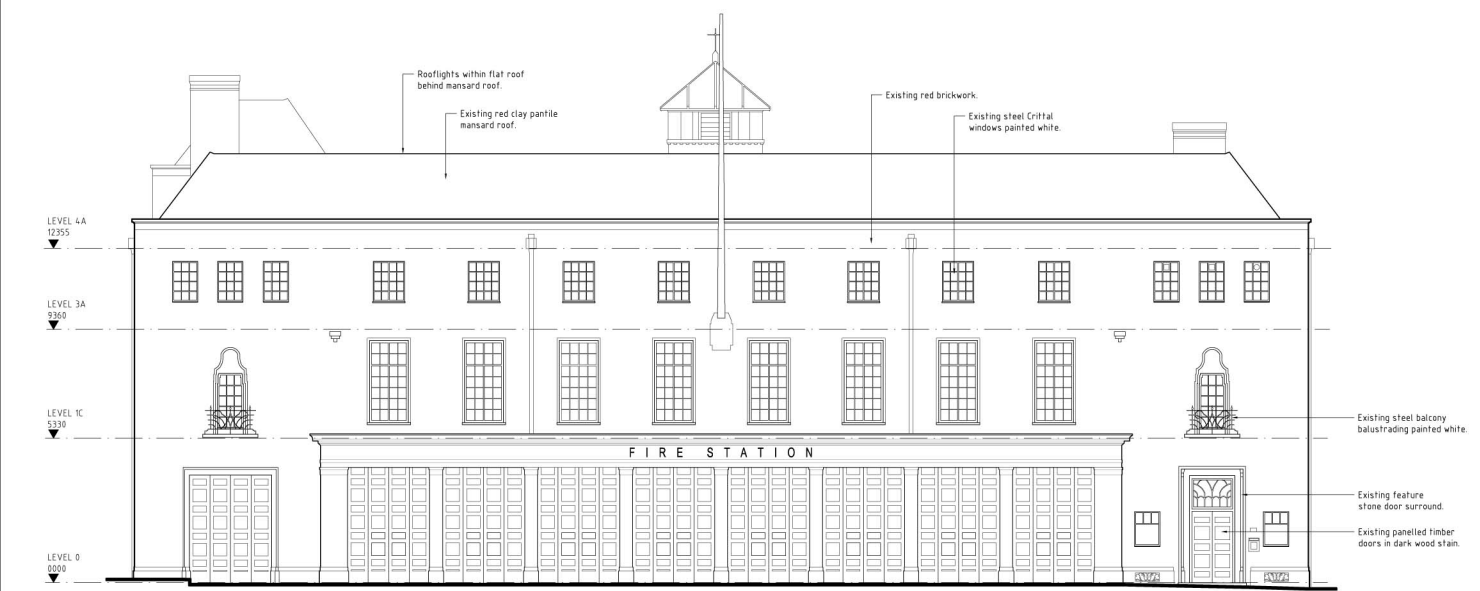 Rooflights within flat roof
behind mansard roof.
Existing red clay pantile
mansard roof.
Existing red brickwork.
Existing steel Crittal
windows painted white.
LEVEL 4A
12355
LEVEL 3A
9360
LEVEL 1C
5330
Existing steel balcony
balustrading painted white.
FIRE STATION
Existing feature
stone door surround.
Existing panelled timber
doors in dark wood stain.
LEVEL 0
0000